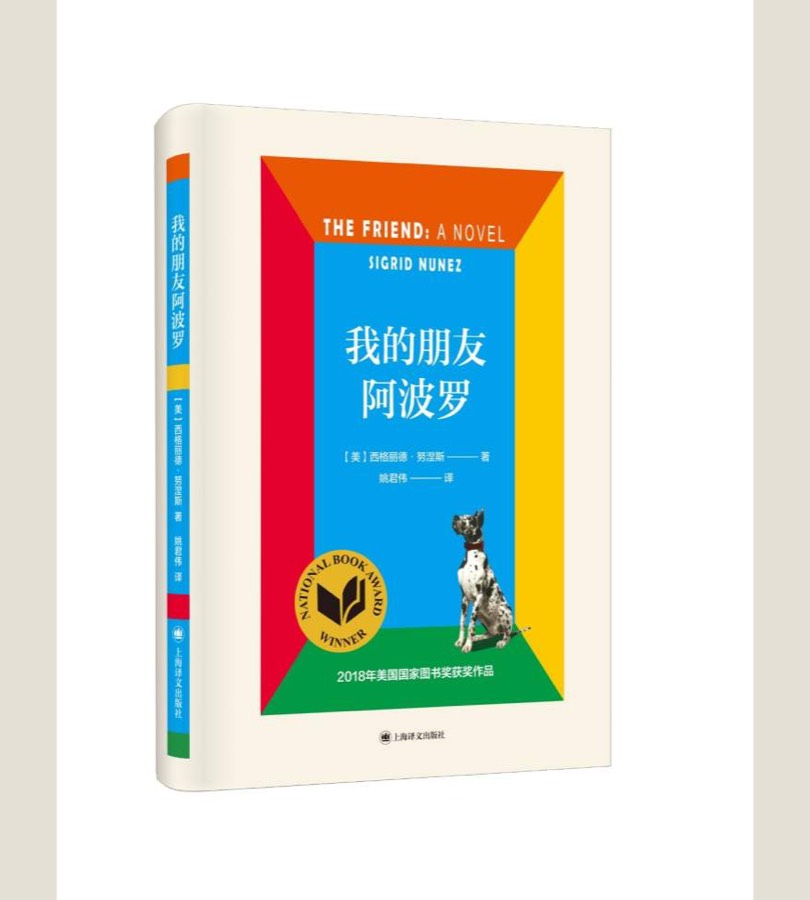 我的朋友阿波罗
[美]西格丽德·努涅斯 著
姚君伟 译
上海译文出版社
THE FRIEND: A NOVEL
SIGRID NUNEZ
我的朋友
阿波罗
【美】西格丽德·努涅斯——著
姚君伟——译
NATIONAL BOOK AWARD
WINNER
2018年美国国家图书奖获奖作品
上海译文出版社